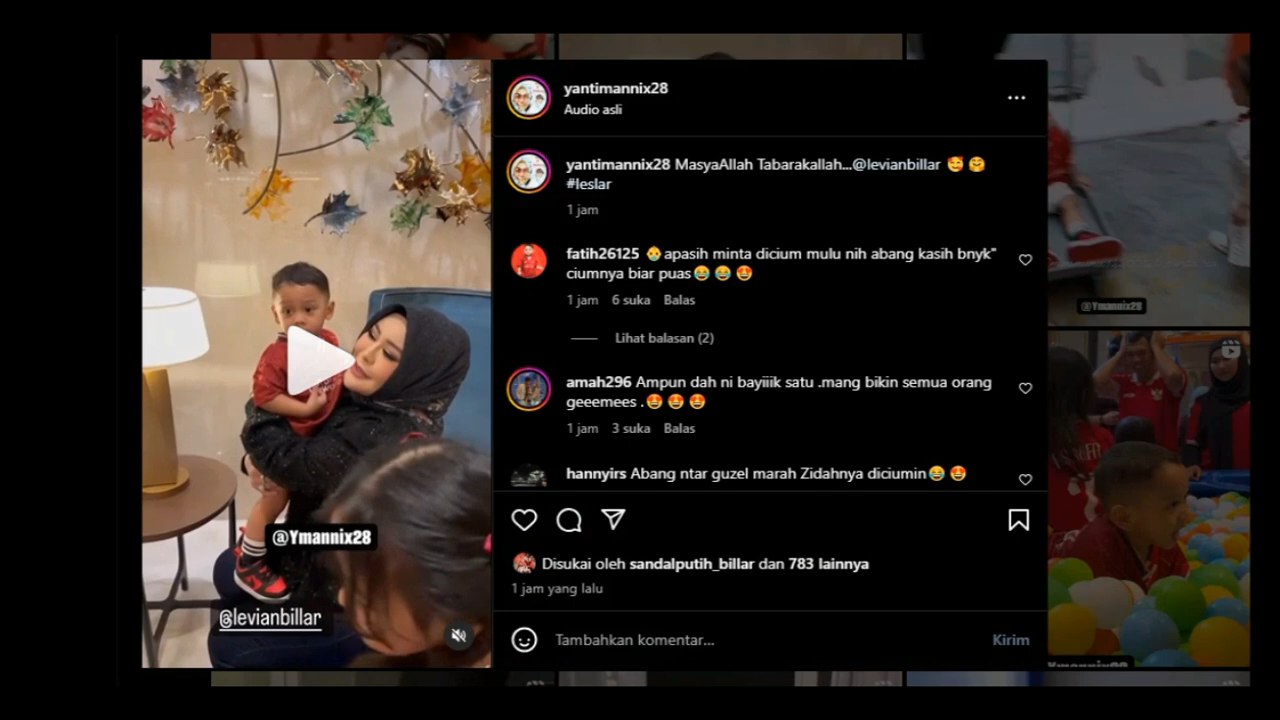 yantimannix28
Audio asli
yantimannix28 MasyaAllah Tabarakallah...@levianbillar 🥰 🤗
#leslar
1 jam
fatih26125 👶apasih minta dicium mulu nih abang kasih bnyk"
ciumnya biar puas😂 😂 😍
1 jam 6 suka Balas
Lihat balasan (2)
amah296 Ampun dah ni bayiiik satu .mang bikin semua orang
geeemees .😍 😍 😍
1 jam 3 suka Balas
hannyirs Abang ntar guzel marah Zidahnya diciumin😂 😍
Disukai oleh sandalputih_billar dan 783 lainnya
1 jam yang lalu
Tambahkan komentar...
Kirim
@Ymannix28
@levianbillar
@Ymannix28